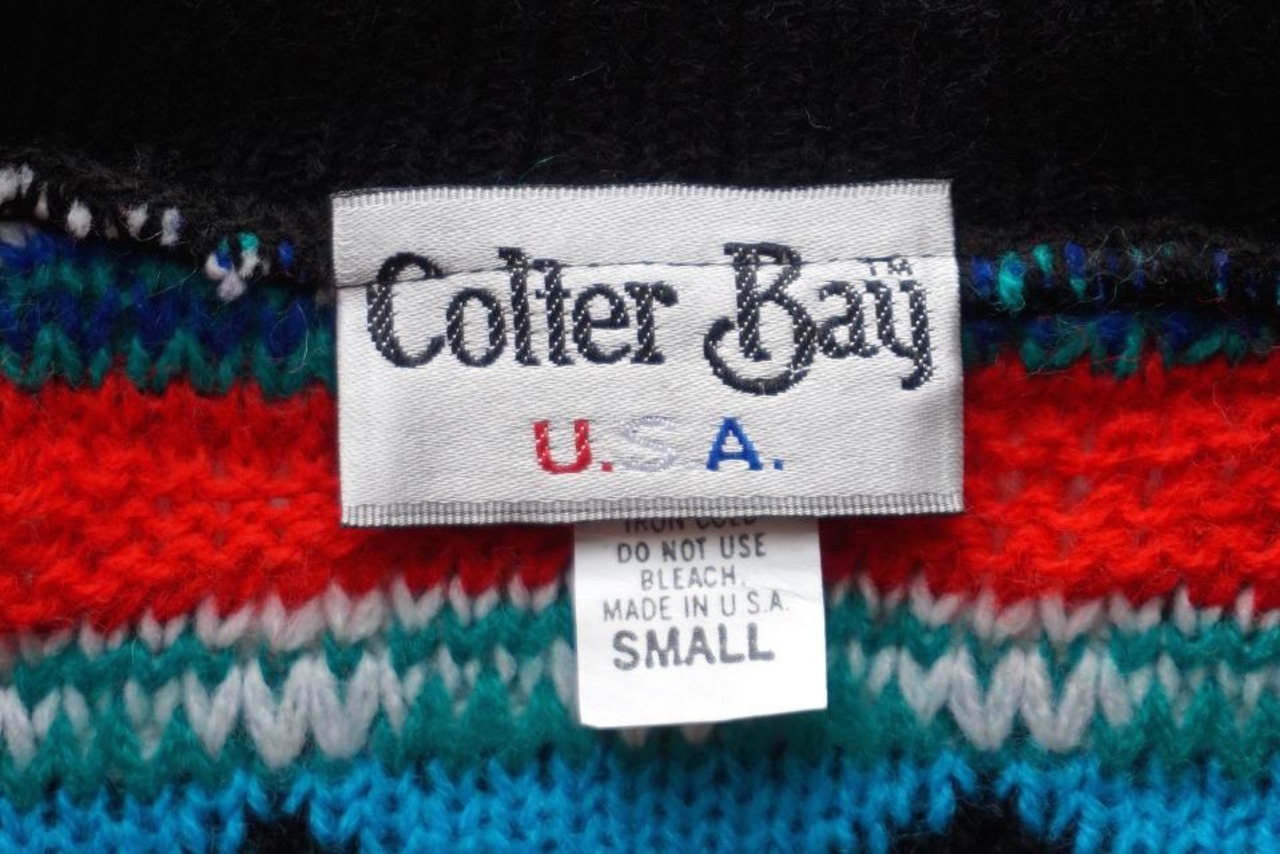 Colter Bay™
U.S.A.
IRON COLD
DO NOT USE
BLEACH.
MADE IN U.S.A.
SMALL